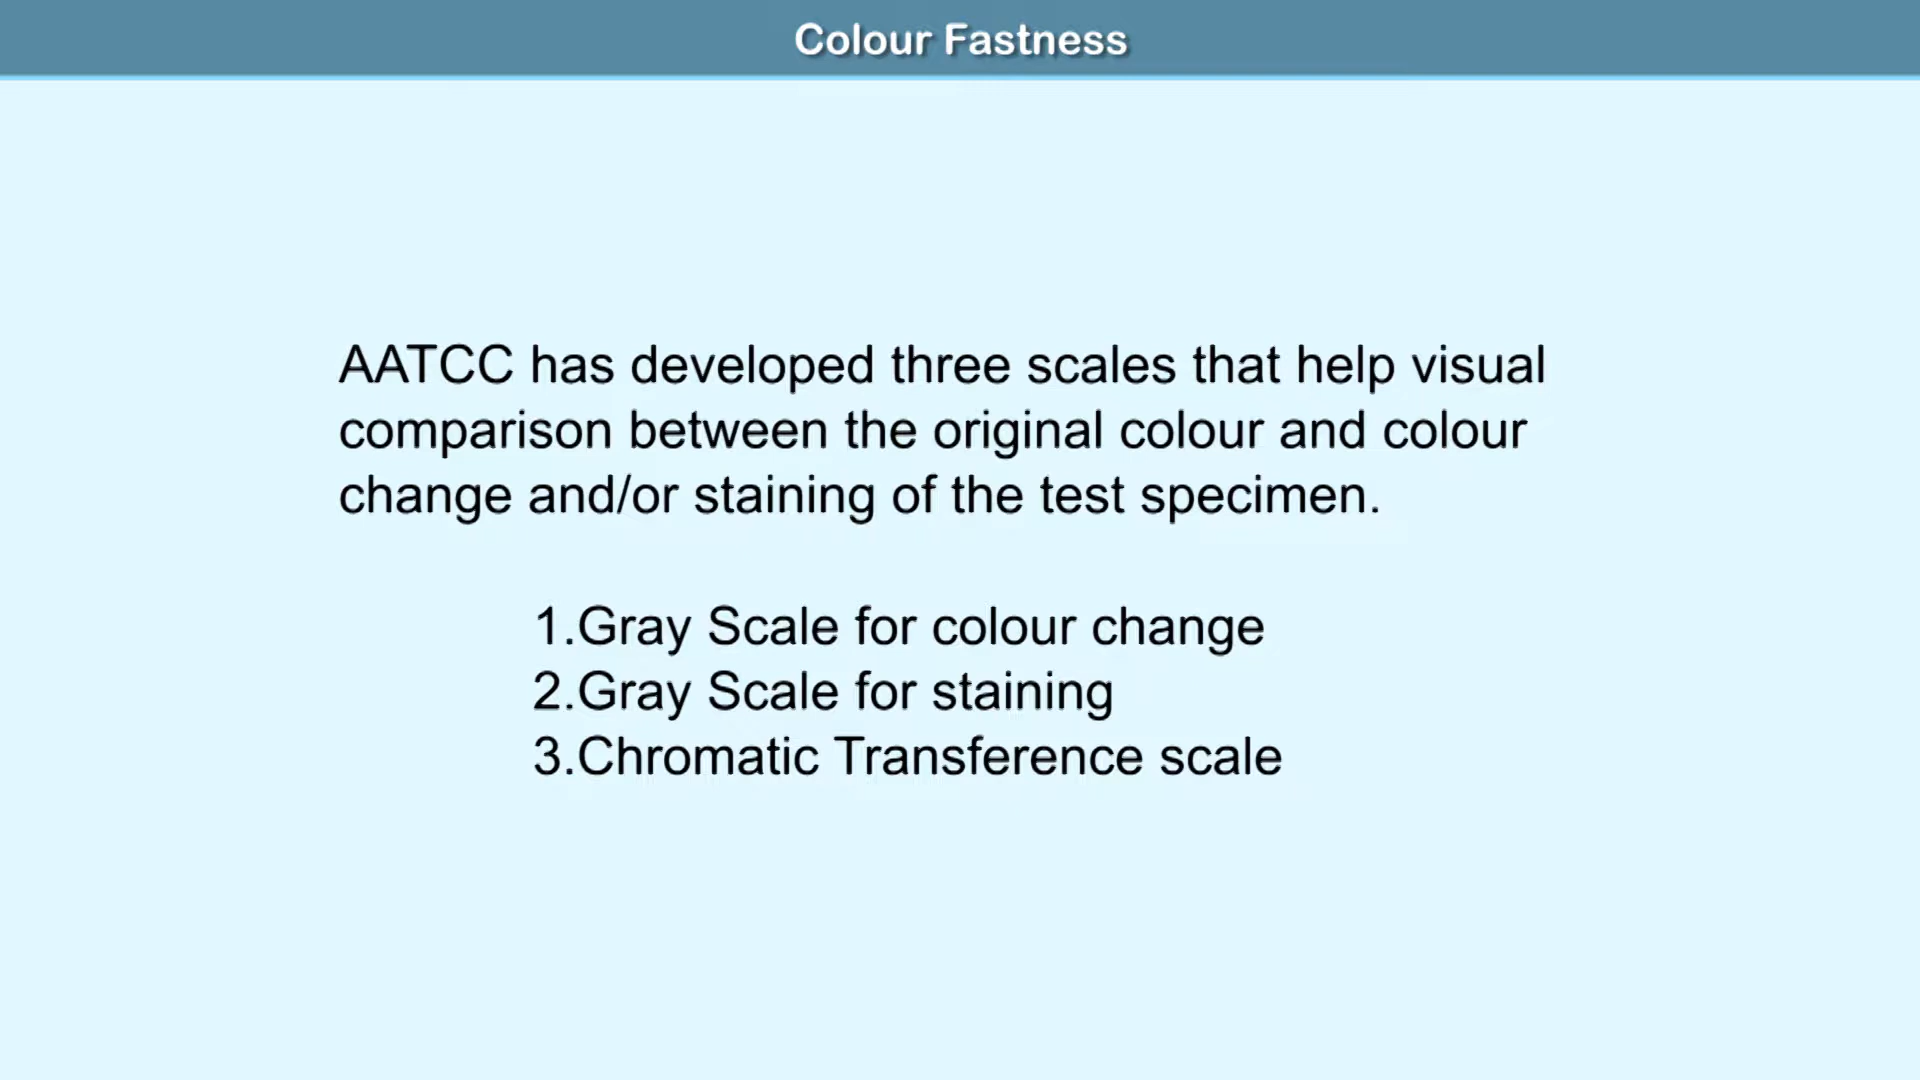 Colour Fastness
AATCC has developed three scales that help visual
comparison between the original colour and colour
change and/or staining of the test specimen.
1.Gray Scale for colour change
2.Gray Scale for staining
3.Chromatic Transference scale